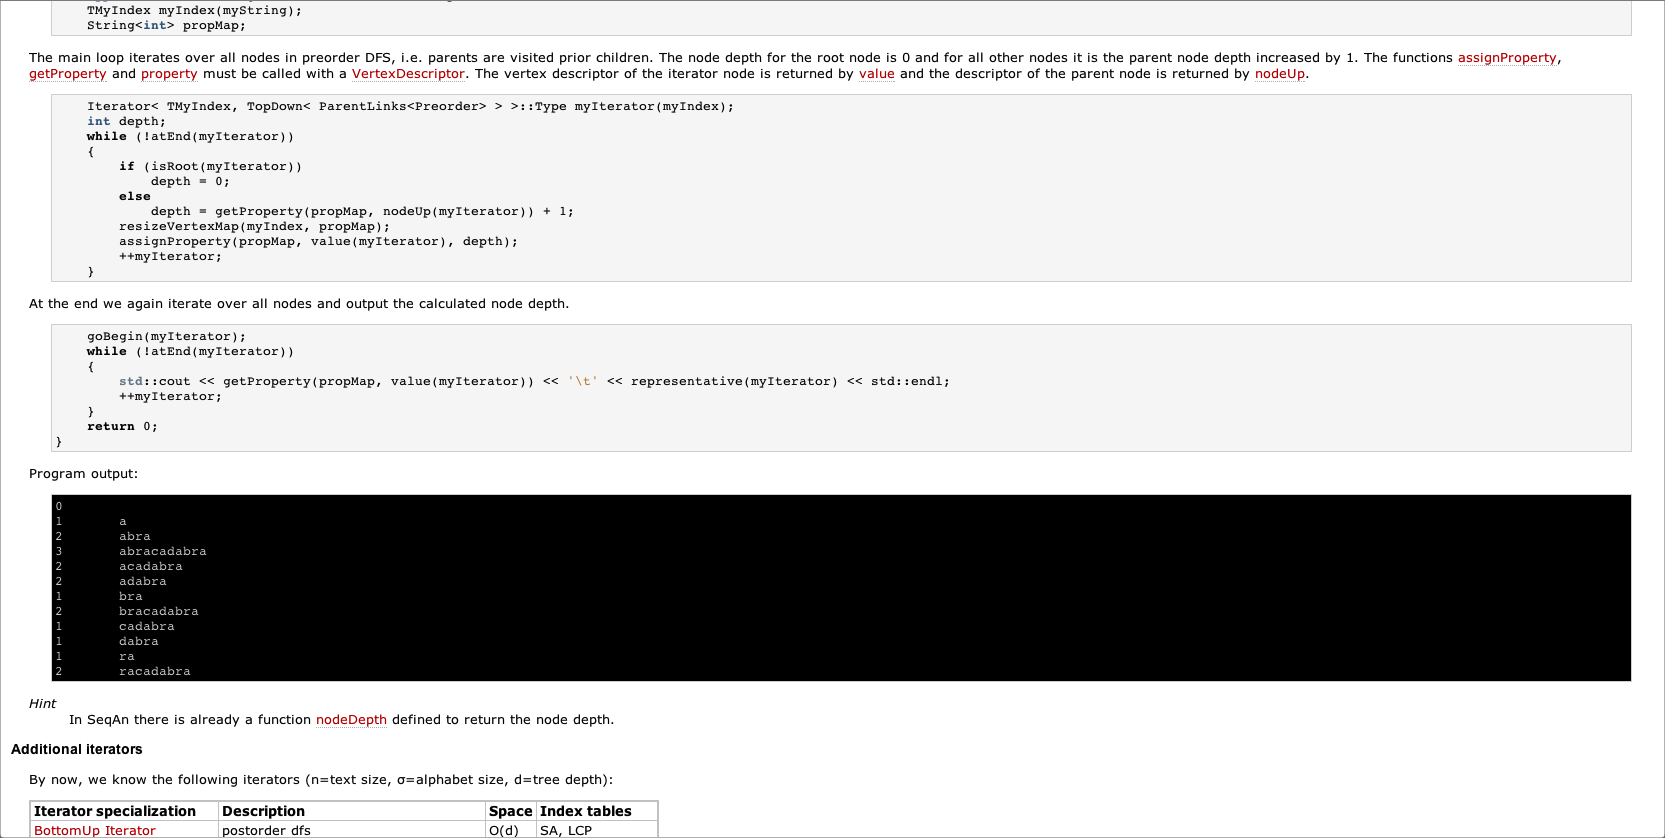 TMyIndex myIndex(myString);
String<int> propMap;
The main loop iterates over all nodes in preorder DFS, i.e. parents are visited prior children. The node depth for the root node is 0 and for all other nodes it is the parent node depth increased by 1. The functions assignProperty,
getProperty and property must be called with a VertexDescriptor. The vertex descriptor of the iterator node is returned by value and the descriptor of the parent node is returned by nodeUp.
Iterator< TMyIndex, TopDown< ParentLinks<Preorder> > >::Type myIterator(myIndex);
int depth;
while (!atEnd(myIterator))
{
if (isRoot(myIterator))
depth = 0;
else
depth = getProperty(propMap, nodeUp(myIterator)) + 1;
resizeVertexMap(myIndex, propMap);
assignProperty(propMap, value(myIterator), depth);
++myIterator;
}
At the end we again iterate over all nodes and output the calculated node depth.
goBegin(myIterator);
while (!atEnd(myIterator))
{
std::cout << getProperty(propMap, value(myIterator)) << '\t' << representative(myIterator) << std::endl;
++myIterator;
}
return 0;
}
Program output:
0
1 a
2 abra
3 abracadabra
2 acadabra
2 adabra
1 bra
2 bracadabra
1 cadabra
1 dabra
1 ra
2 racadabra
Hint
In SeqAn there is already a function nodeDepth defined to return the node depth.
Additional iterators
By now, we know the following iterators (n=text size, σ=alphabet size, d=tree depth):
Iterator specialization Description Space Index tables
BottomUp Iterator postorder dfs O(d) SA, LCP